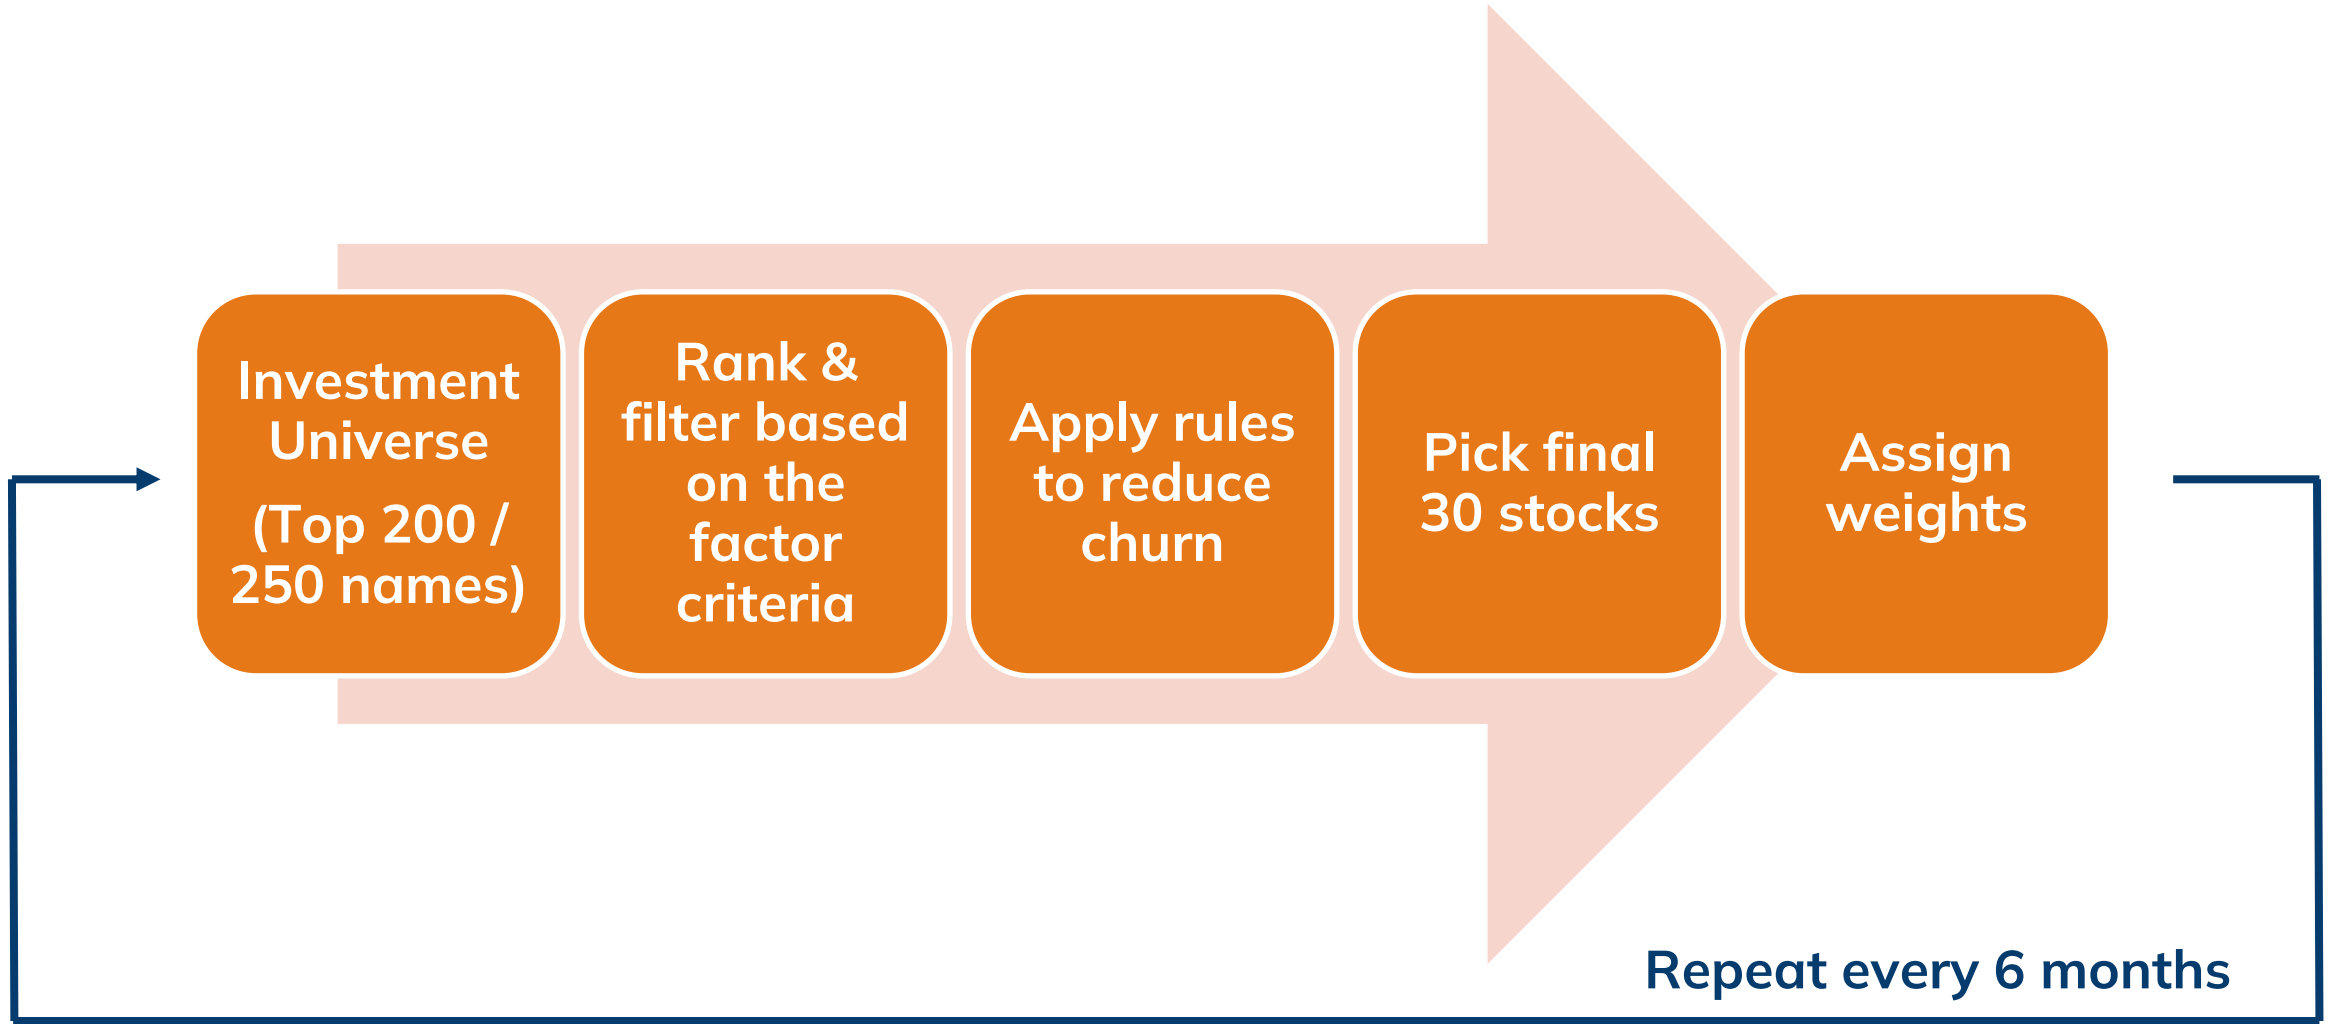 Investment
Universe
(Top 200 /
250 names)
Rank &
filter based
on the
factor
criteria
Apply rules
to reduce
churn
Pick final
30 stocks
Assign
weights
Repeat every 6 months